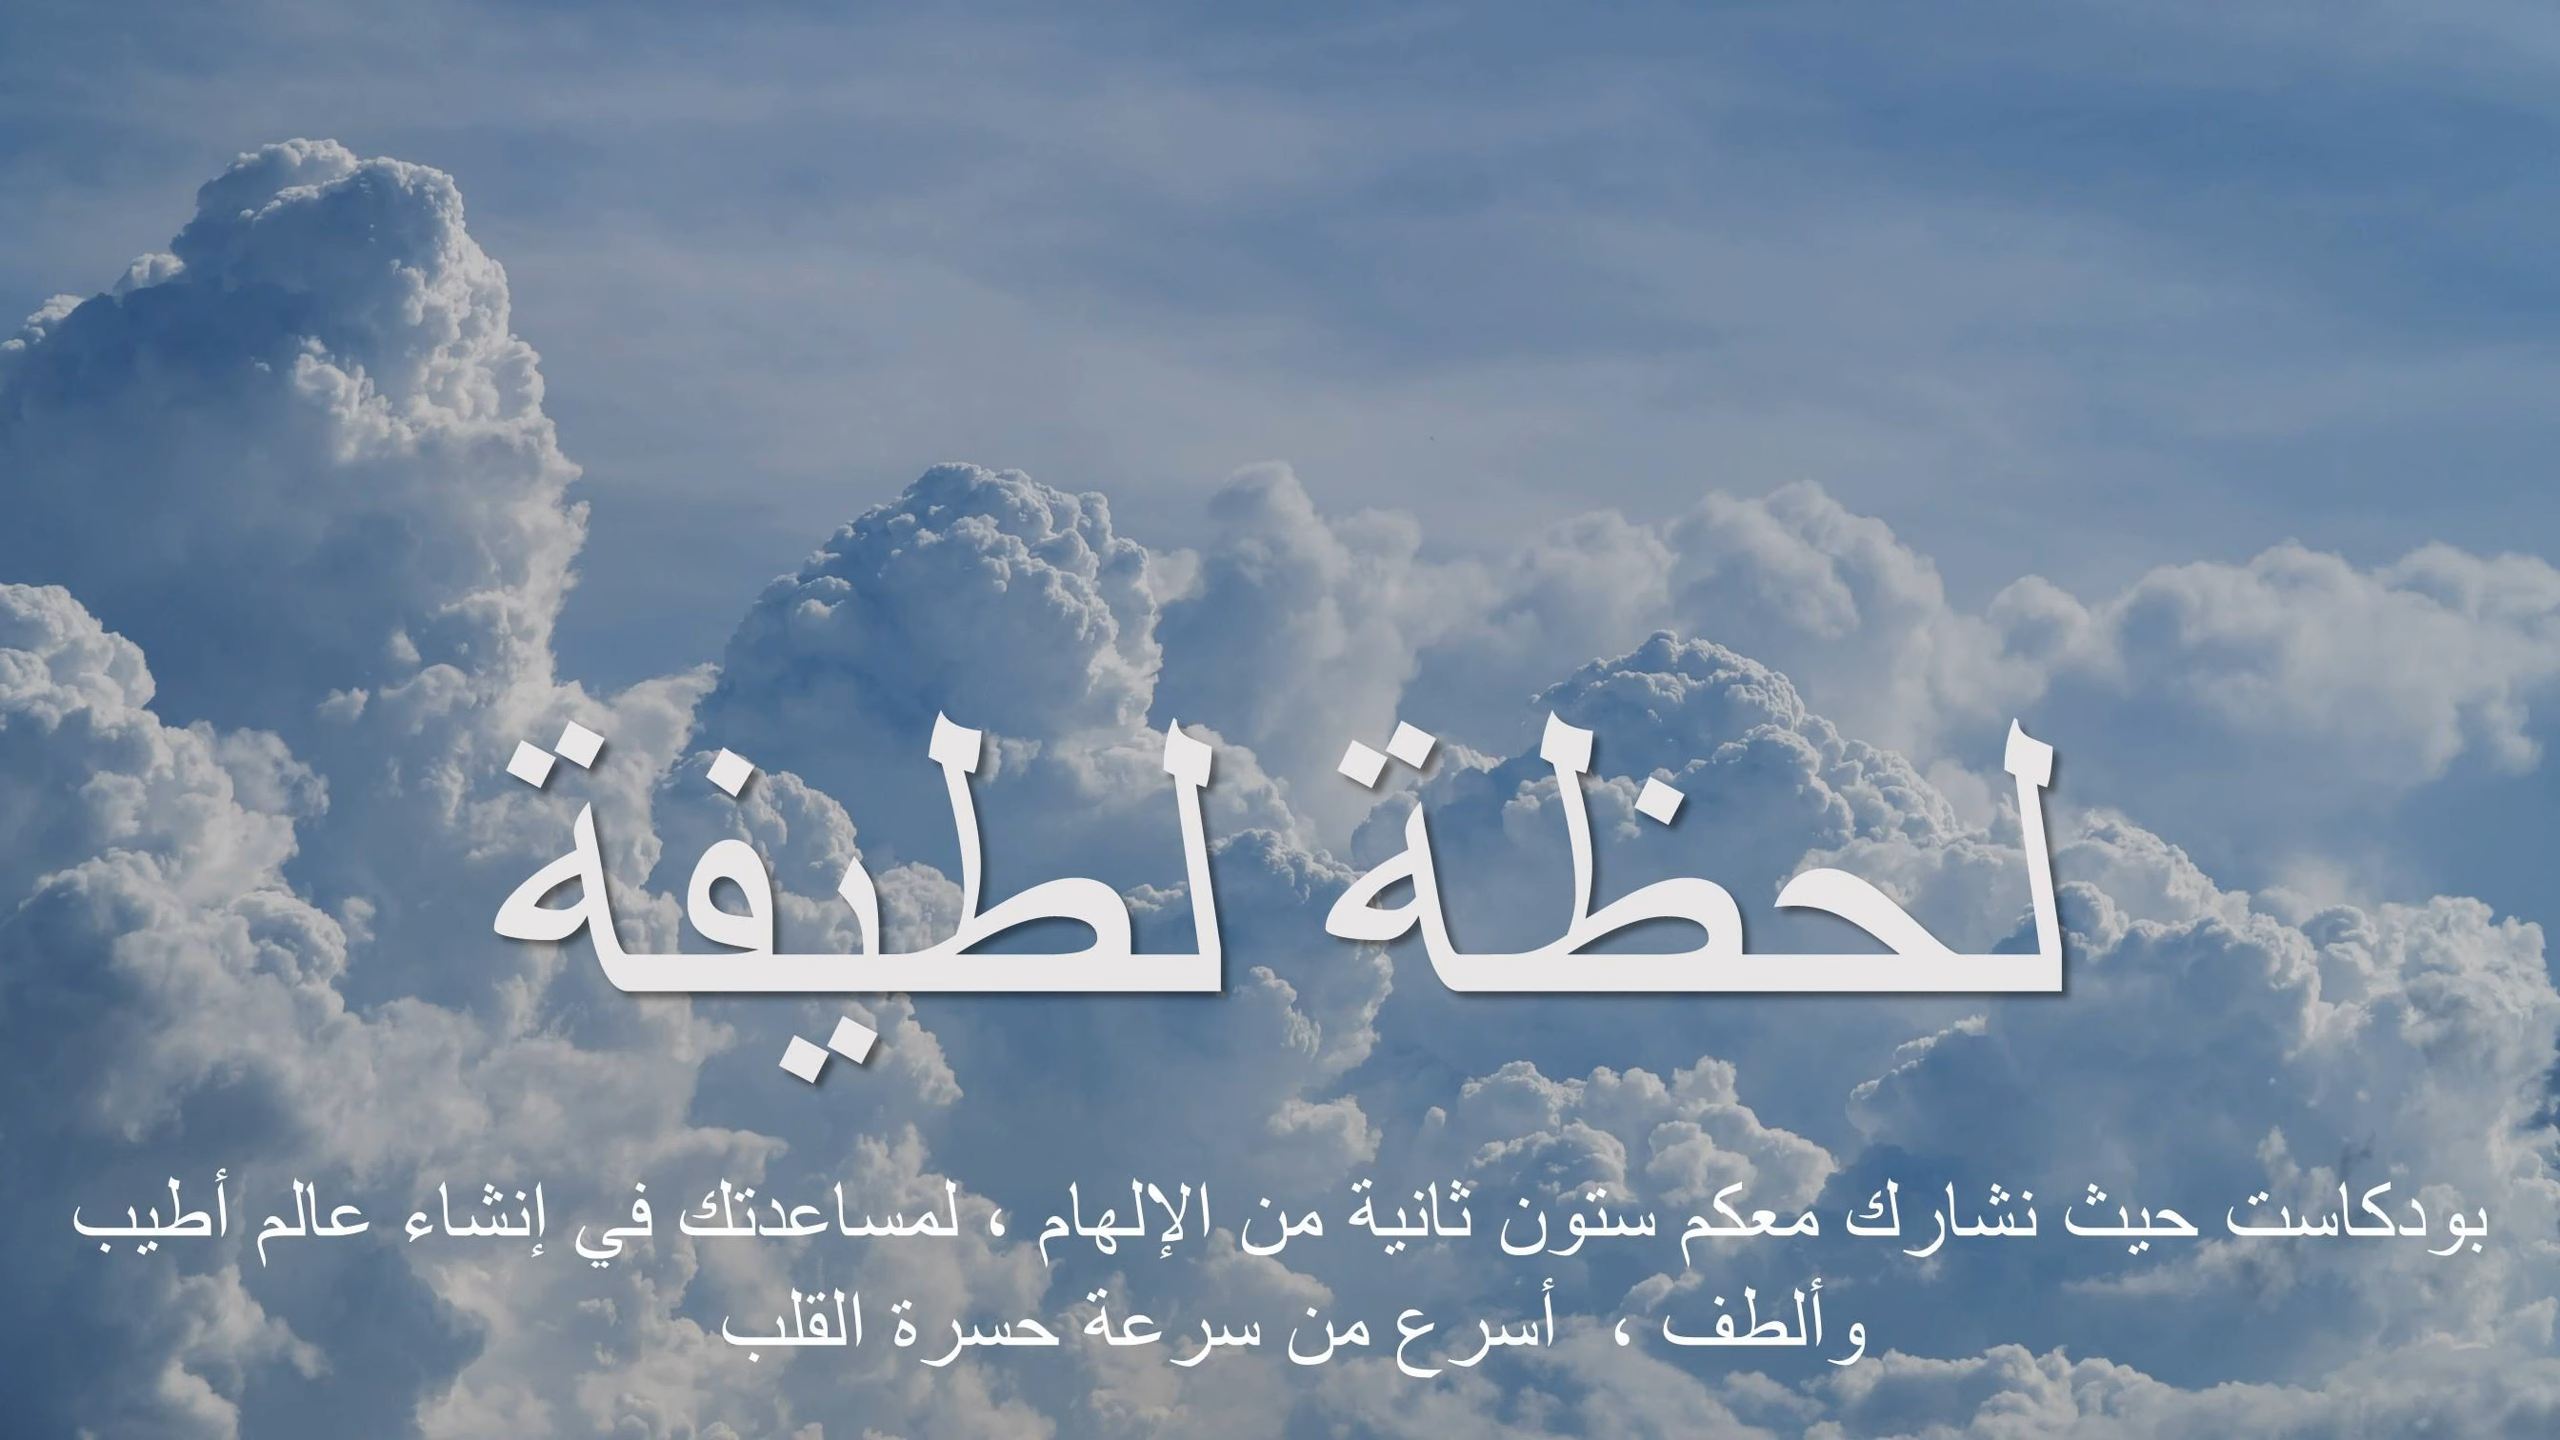 لحظة لطيفة
بودكاست حيث نشارك معكم ستون ثانية من الإلهام ، لمساعدتك في إنشاء عالم أطيب
وألطف ، أسرع من سرعة حسرة القلب